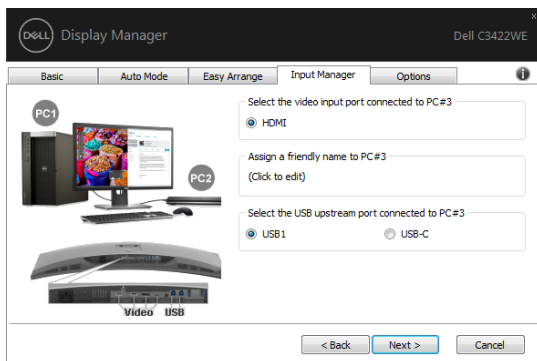 DELL Display Manager
Dell C3422WE
Basic Auto Mode Easy Arrange Input Manager Options
PC1
PC2
Video USB
Select the video input port connected to PC#3
HDMI
Assign a friendly name to PC#3
(Click to edit)
Select the USB upstream port connected to PC#3
USB1 USB-C
< Back Next > Cancel